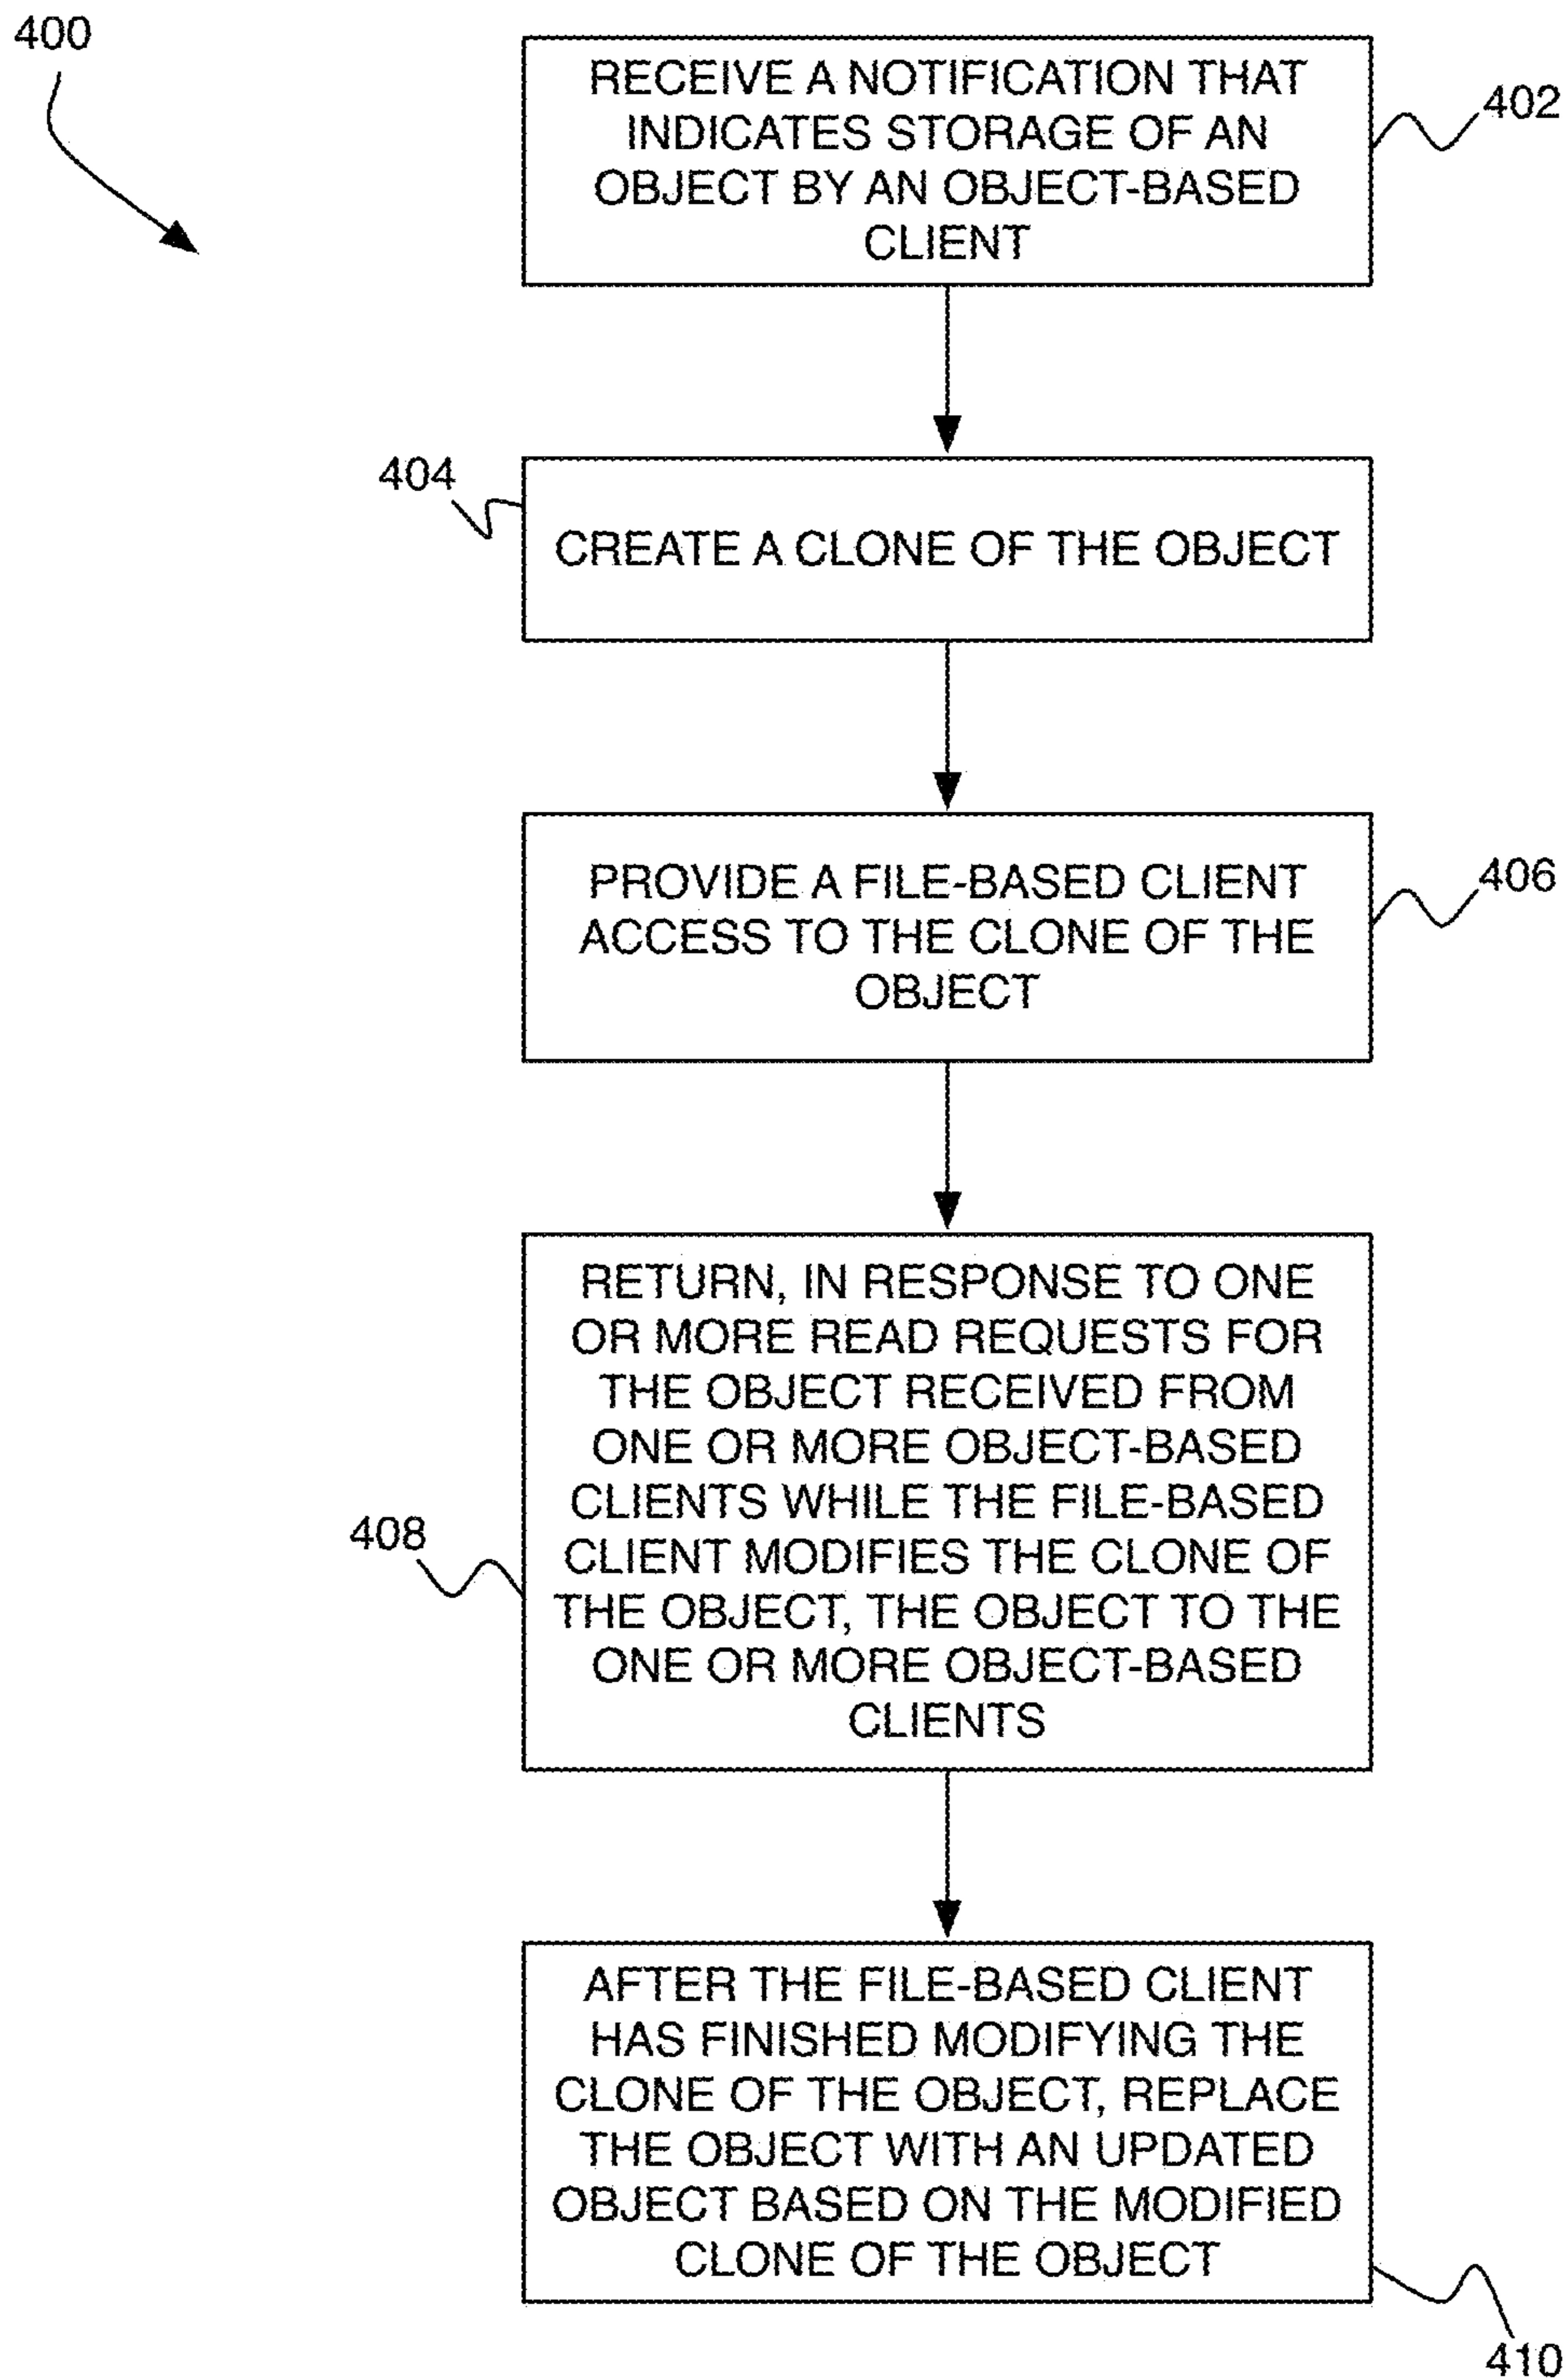 400
RECEIVE A NOTIFICATION THAT
INDICATES STORAGE OF AN
OBJECT BY AN OBJECT-BASED
CLIENT
402
404
CREATE A CLONE OF THE OBJECT
PROVIDE A FILE-BASED CLIENT
ACCESS TO THE CLONE OF THE
OBJECT
406
RETURN, IN RESPONSE TO ONE
OR MORE READ REQUESTS FOR
THE OBJECT RECEIVED FROM
ONE OR MORE OBJECT-BASED
CLIENTS WHILE THE FILE-BASED
CLIENT MODIFIES THE CLONE OF
THE OBJECT, THE OBJECT TO THE
ONE OR MORE OBJECT-BASED
CLIENTS
408
AFTER THE FILE-BASED CLIENT
HAS FINISHED MODIFYING THE
CLONE OF THE OBJECT, REPLACE
THE OBJECT WITH AN UPDATED
OBJECT BASED ON THE MODIFIED
CLONE OF THE OBJECT
410